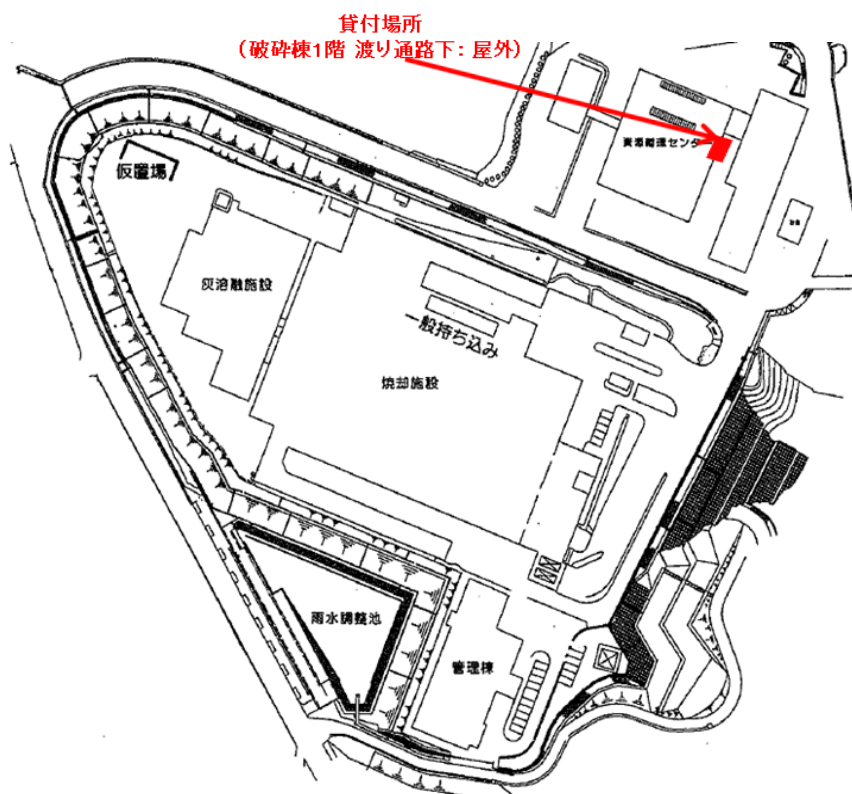 貸付場所
（破砕棟1階 渡り通路下：屋外）
資源循環センター
仮置場
灰溶融施設
一般持ち込み
焼却施設
雨水調整池
管理棟